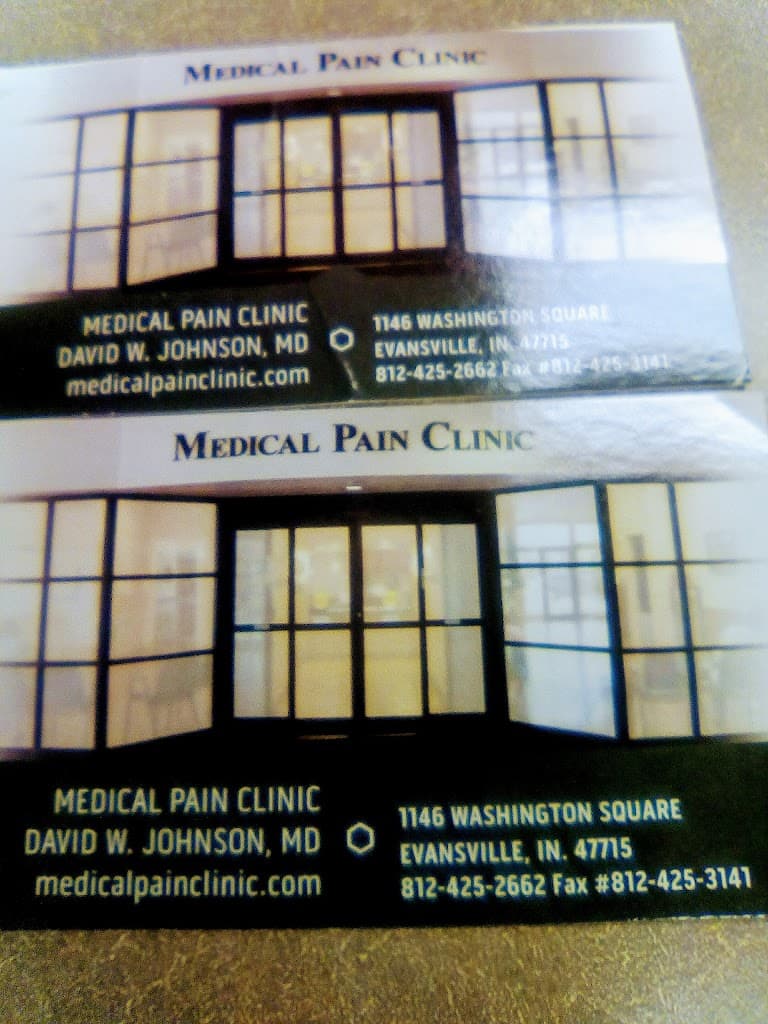 MEDICAL PAIN CLINIC
MEDICAL PAIN CLINIC
DAVID W. JOHNSON, MD
medicalpainclinic.com
1146 WASHINGTON SQUARE
EVANSVILLE, IN. 47715
812-425-2662 Fax #812-425-3141
MEDICAL PAIN CLINIC
MEDICAL PAIN CLINIC
DAVID W. JOHNSON, MD
medicalpainclinic.com
1146 WASHINGTON SQUARE
EVANSVILLE, IN. 47715
812-425-2662 Fax #812-425-3141